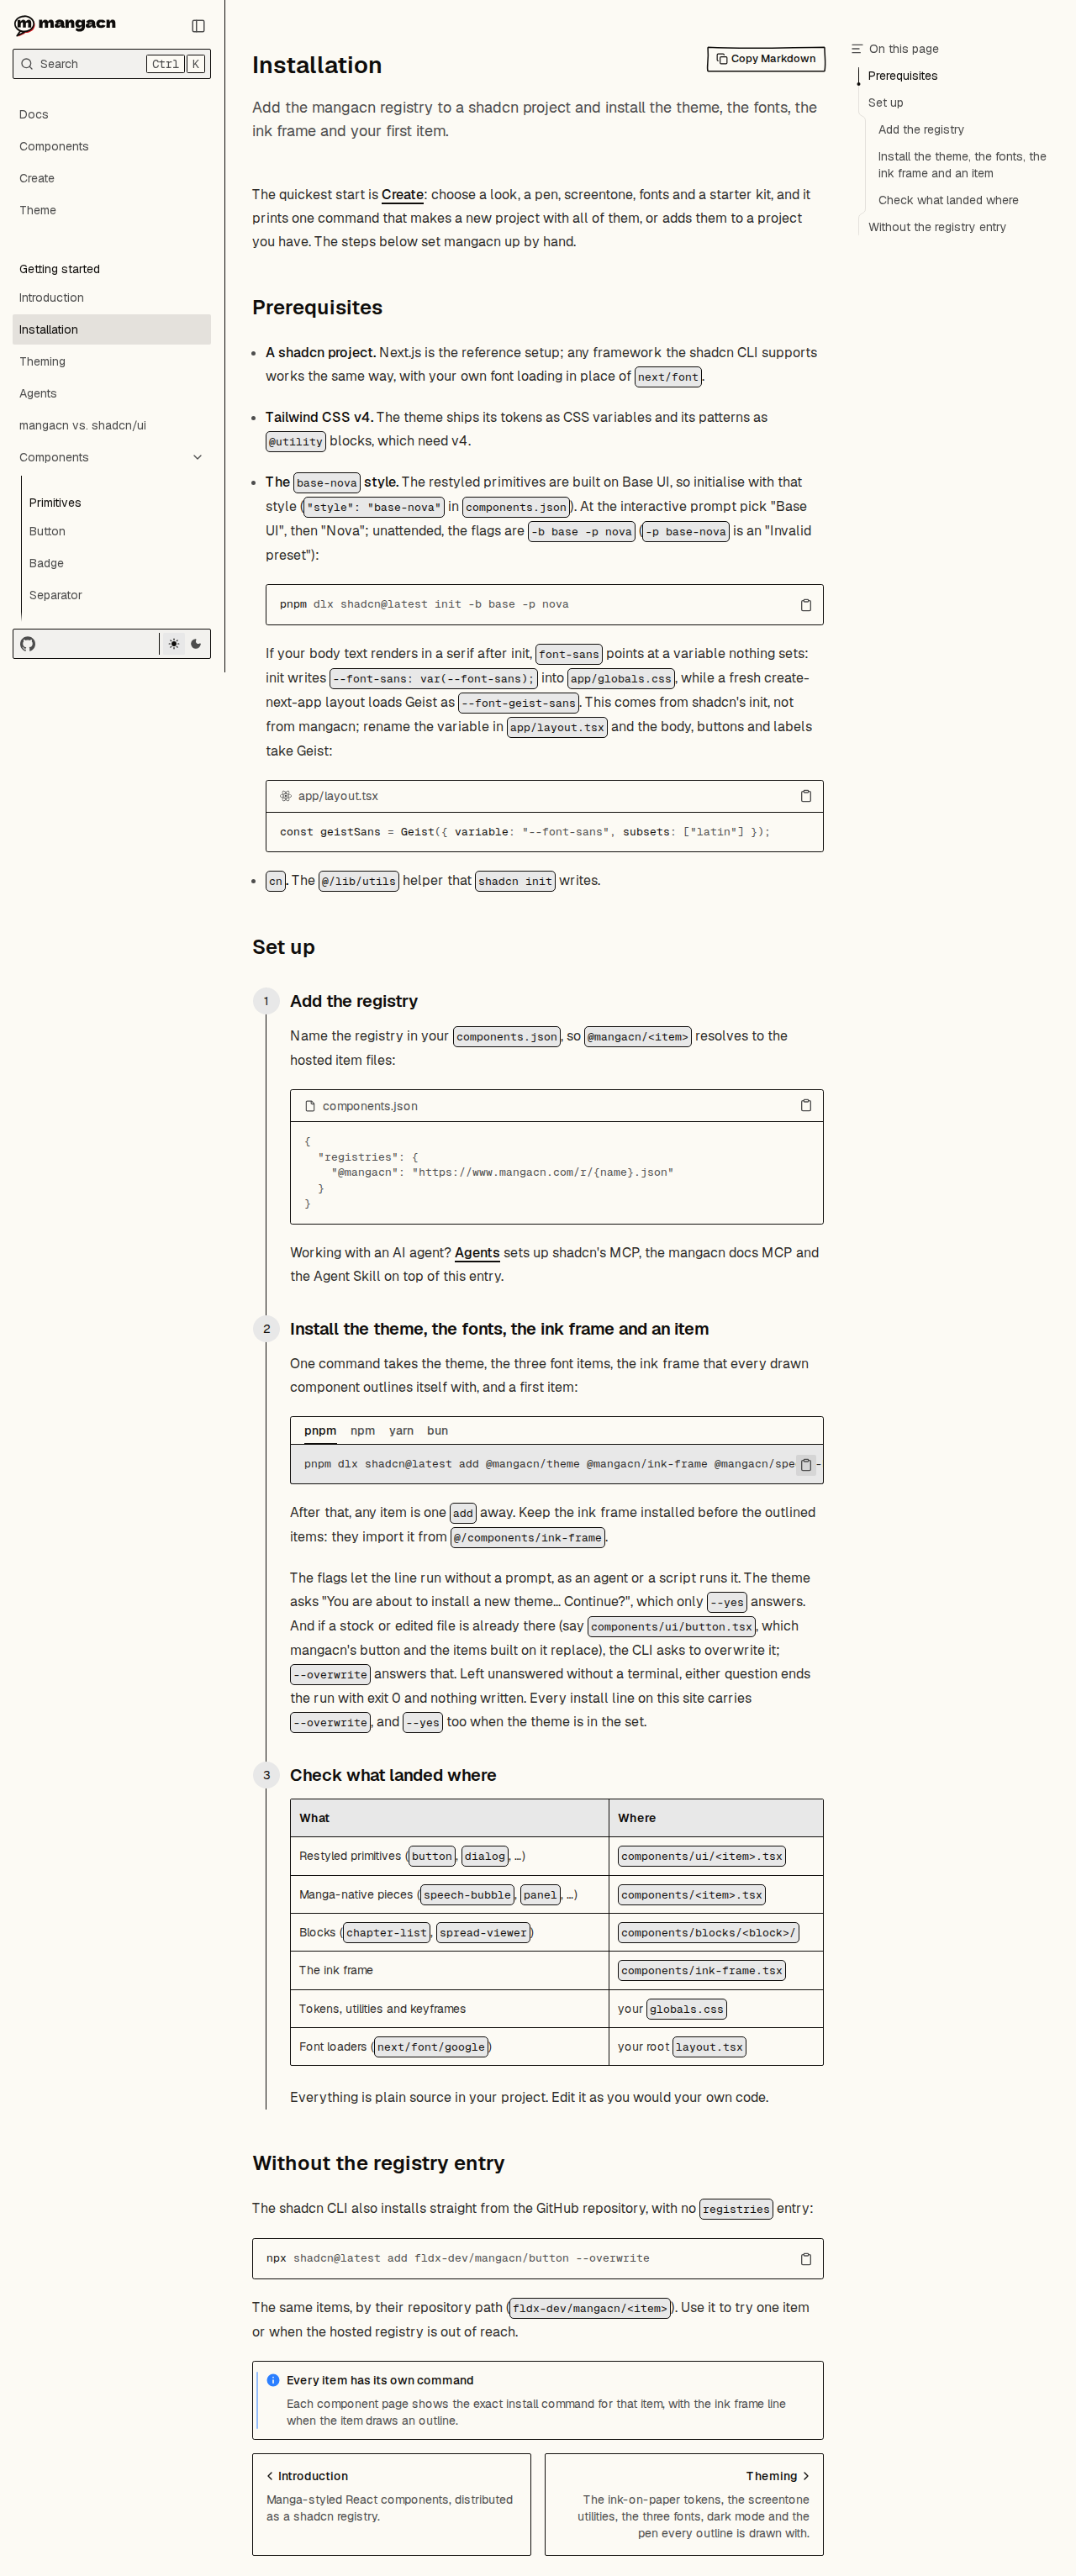 mangacn
Search Ctrl K
Docs
Components
Create
Theme
Getting started
Introduction
Installation
Theming
Agents
mangacn vs. shadcn/ui
Components
Primitives
Button
Badge
Separator
Installation
Copy Markdown
Add the mangacn registry to a shadcn project and install the theme, the fonts, the
ink frame and your first item.
The quickest start is Create: choose a look, a pen, screentone, fonts and a starter kit, and it
prints one command that makes a new project with all of them, or adds them to a project
you have. The steps below set mangacn up by hand.
Prerequisites
A shadcn project. Next.js is the reference setup; any framework the shadcn CLI supports
works the same way, with your own font loading in place of next/font.
Tailwind CSS v4. The theme ships its tokens as CSS variables and its patterns as
@utility blocks, which need v4.
The base-nova style. The restyled primitives are built on Base UI, so initialise with that
style ("style": "base-nova" in components.json). At the interactive prompt pick "Base
UI", then "Nova"; unattended, the flags are -b base -p nova (-p base-nova is an "Invalid
preset"):
pnpm dlx shadcn@latest init -b base -p nova
If your body text renders in a serif after init, font-sans points at a variable nothing sets:
init writes --font-sans: var(--font-sans); into app/globals.css, while a fresh create-
next-app layout loads Geist as --font-geist-sans. This comes from shadcn's init, not
from mangacn; rename the variable in app/layout.tsx and the body, buttons and labels
take Geist:
app/layout.tsx
const geistSans = Geist({ variable: "--font-sans", subsets: ["latin"] });
cn. The @/lib/utils helper that shadcn init writes.
Set up
1 Add the registry
Name the registry in your components.json, so @mangacn/<item> resolves to the
hosted item files:
components.json
{
"registries": {
"@mangacn": "https://www.mangacn.com/r/{name}.json"
}
}
Working with an AI agent? Agents sets up shadcn's MCP, the mangacn docs MCP and
the Agent Skill on top of this entry.
2 Install the theme, the fonts, the ink frame and an item
One command takes the theme, the three font items, the ink frame that every drawn
component outlines itself with, and a first item:
pnpm npm yarn bun
pnpm dlx shadcn@latest add @mangacn/theme @mangacn/ink-frame @mangacn/spe
After that, any item is one add away. Keep the ink frame installed before the outlined
items: they import it from @/components/ink-frame.
The flags let the line run without a prompt, as an agent or a script runs it. The theme
asks "You are about to install a new theme… Continue?", which only --yes answers.
And if a stock or edited file is already there (say components/ui/button.tsx, which
mangacn's button and the items built on it replace), the CLI asks to overwrite it;
--overwrite answers that. Left unanswered without a terminal, either question ends
the run with exit 0 and nothing written. Every install line on this site carries
--overwrite, and --yes too when the theme is in the set.
3 Check what landed where
What Where
Restyled primitives (button, dialog, …) components/ui/<item>.tsx
Manga-native pieces (speech-bubble, panel, …) components/<item>.tsx
Blocks (chapter-list, spread-viewer) components/blocks/<block>/
The ink frame components/ink-frame.tsx
Tokens, utilities and keyframes your globals.css
Font loaders (next/font/google) your root layout.tsx
Everything is plain source in your project. Edit it as you would your own code.
Without the registry entry
The shadcn CLI also installs straight from the GitHub repository, with no registries entry:
npx shadcn@latest add fldx-dev/mangacn/button --overwrite
The same items, by their repository path (fldx-dev/mangacn/<item>). Use it to try one item
or when the hosted registry is out of reach.
Every item has its own command
Each component page shows the exact install command for that item, with the ink frame line
when the item draws an outline.
Introduction
Manga-styled React components, distributed
as a shadcn registry.
Theming
The ink-on-paper tokens, the screentone
utilities, the three fonts, dark mode and the
pen every outline is drawn with.
On this page
Prerequisites
Set up
Add the registry
Install the theme, the fonts, the
ink frame and an item
Check what landed where
Without the registry entry